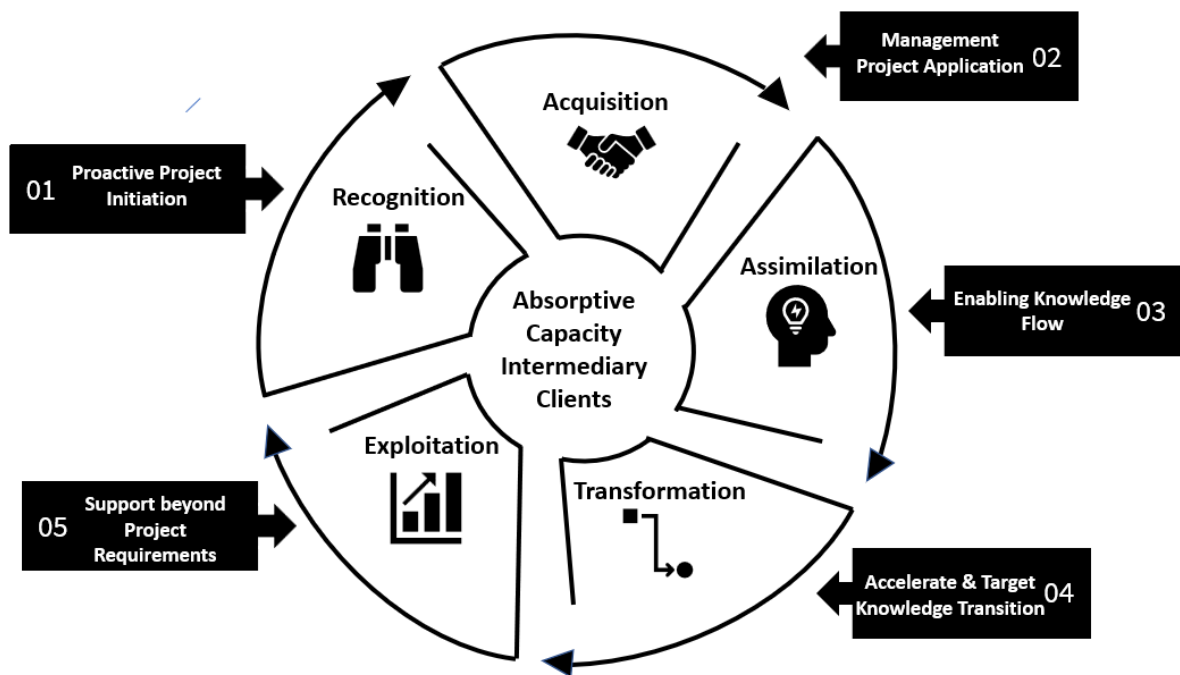 Management
Project Application
02
Acquisition
01
Proactive Project
Initiation
Recognition
Assimilation
Absorptive
Capacity
Intermediary
Clients
Enabling Knowledge
Flow
03
Exploitation
Transformation
05
Support beyond
Project
Requirements
Accelerate & Target
Knowledge Transition
04